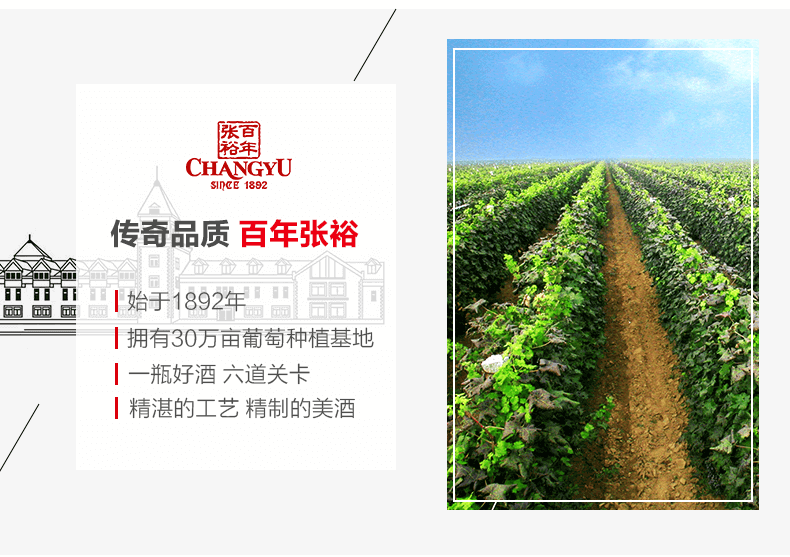 百年
张裕
CHANGYU
SINCE 1892
传奇品质 百年张裕
始于1892年
拥有30万亩葡萄种植基地
一瓶好酒 六道关卡
精湛的工艺 精制的美酒